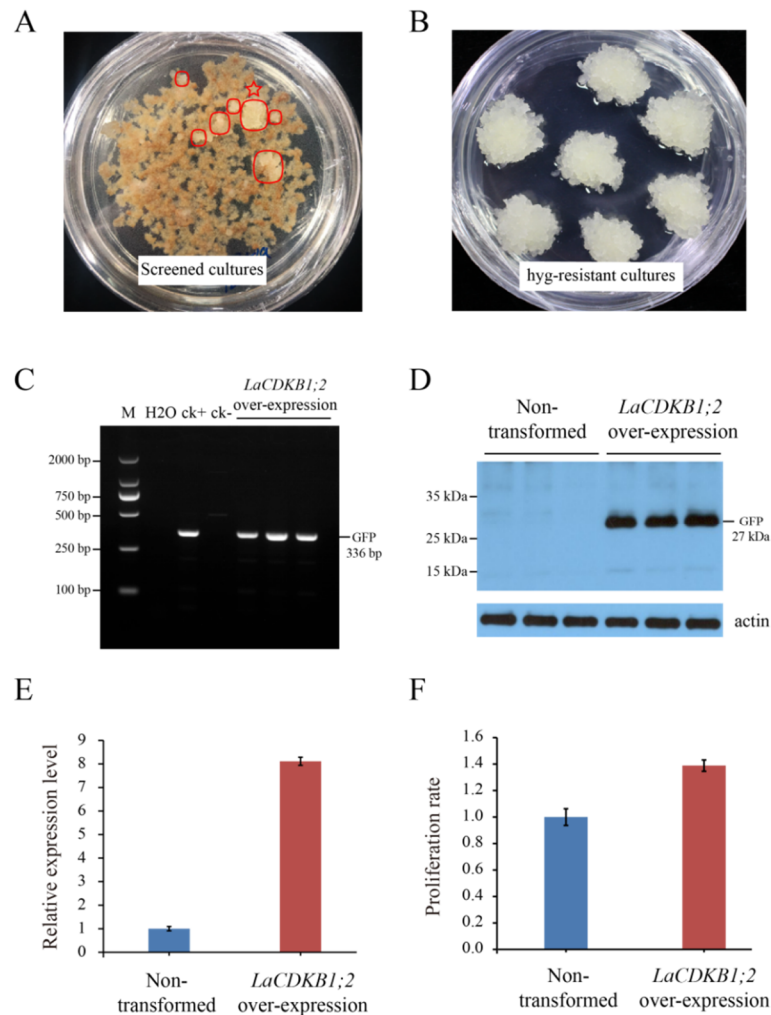 A
B
Screened cultures
hyg-resistant cultures
C
LaCDKB1;2
over-expression
M H2O ck+ ck-
2000 bp
750 bp
500 bp
250 bp
100 bp
GFP
336 bp
D
Non-
transformed
LaCDKB1;2
over-expression
35 kDa
25 kDa
15 kDa
GFP
27 kDa
actin
E
Relative expression level
9
8
7
6
5
4
3
2
1
0
Non-
transformed
LaCDKB1;2
over-expression
F
Proliferation rate
1.6
1.4
1.2
1.0
0.8
0.6
0.4
0.2
0.0
Non-
transformed
LaCDKB1;2
over-expression